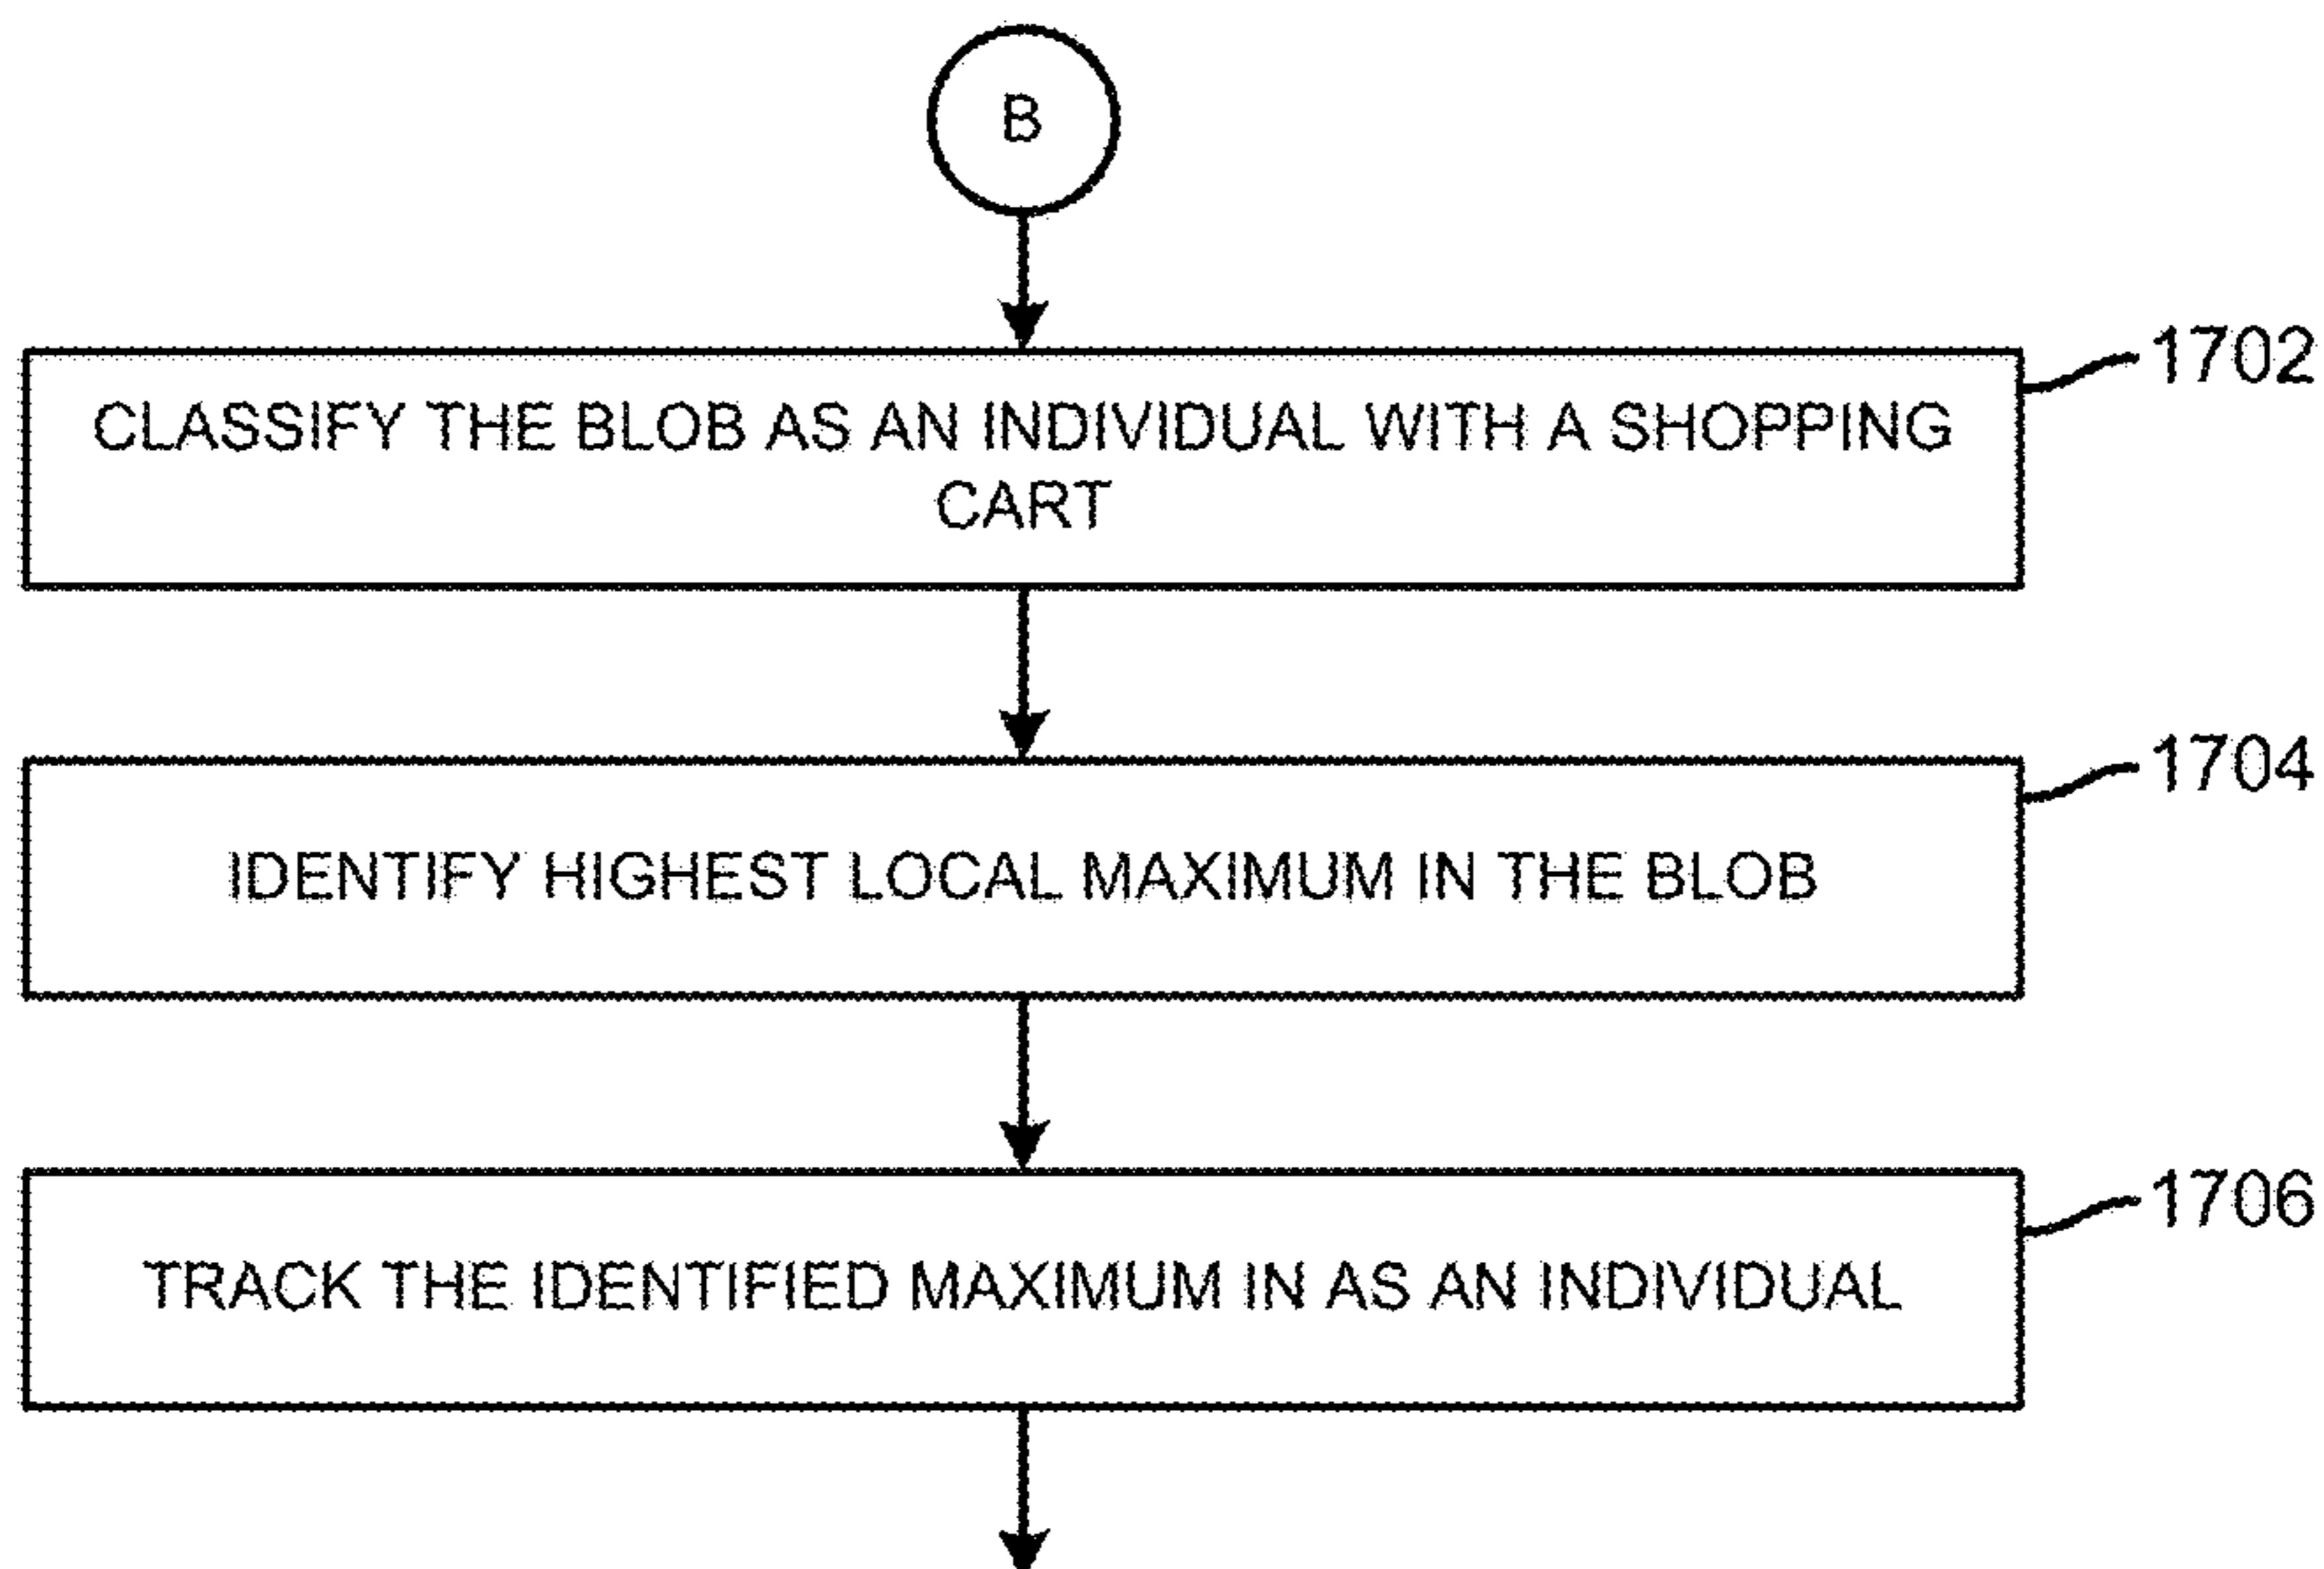 B
1702
CLASSIFY THE BLOB AS AN INDIVIDUAL WITH A SHOPPING
CART
1704
IDENTIFY HIGHEST LOCAL MAXIMUM IN THE BLOB
1706
TRACK THE IDENTIFIED MAXIMUM IN AS AN INDIVIDUAL